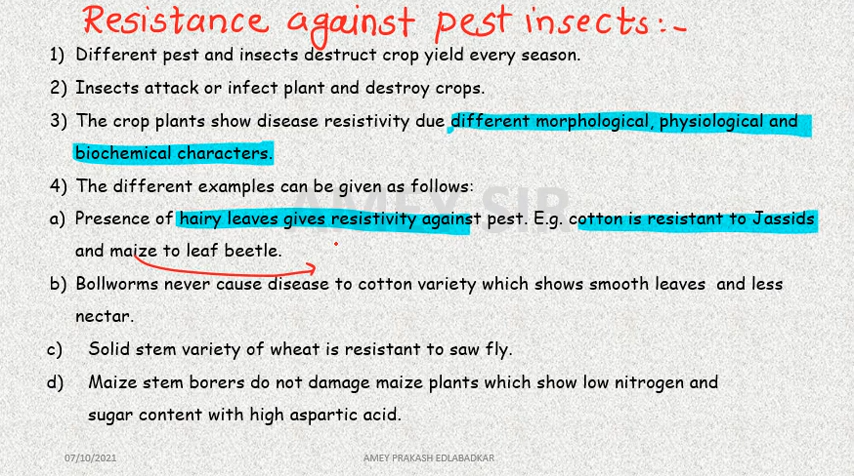 Resistance against pest insects:-
1) Different pest and insects destruct crop yield every season.
2) Insects attack or infect plant and destroy crops.
3) The crop plants show disease resistivity due different morphological, physiological and
biochemical characters.
4) The different examples can be given as follows:
AMEY SIR
a) Presence of hairy leaves gives resistivity against pest. E.g. cotton is resistant to Jassids
and maize to leaf beetle.
b) Bollworms never cause disease to cotton variety which shows smooth leaves and less
nectar.
c) Solid stem variety of wheat is resistant to saw fly.
d) Maize stem borers do not damage maize plants which show low nitrogen and
sugar content with high aspartic acid.
07/10/2021 AMEY PRAKASH EDLABADKAR